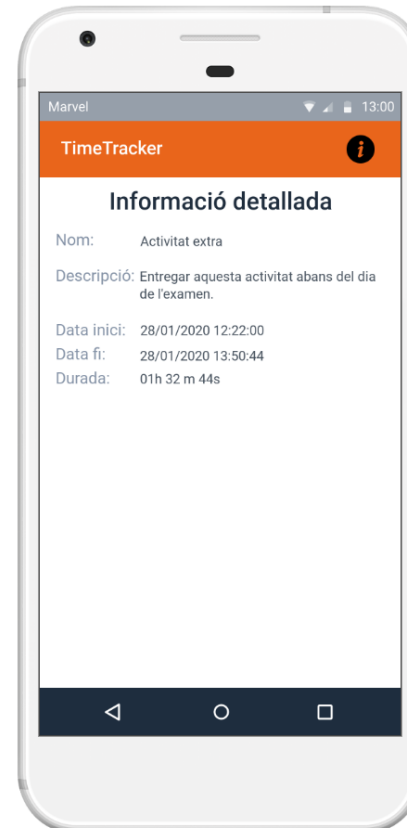 Marvel 13:00
TimeTracker i
Informació detallada
Nom: Activitat extra
Descripció: Entregar aquesta activitat abans del dia
de l'examen.
Data inici: 28/01/2020 12:22:00
Data fi: 28/01/2020 13:50:44
Durada: 01h 32 m 44s